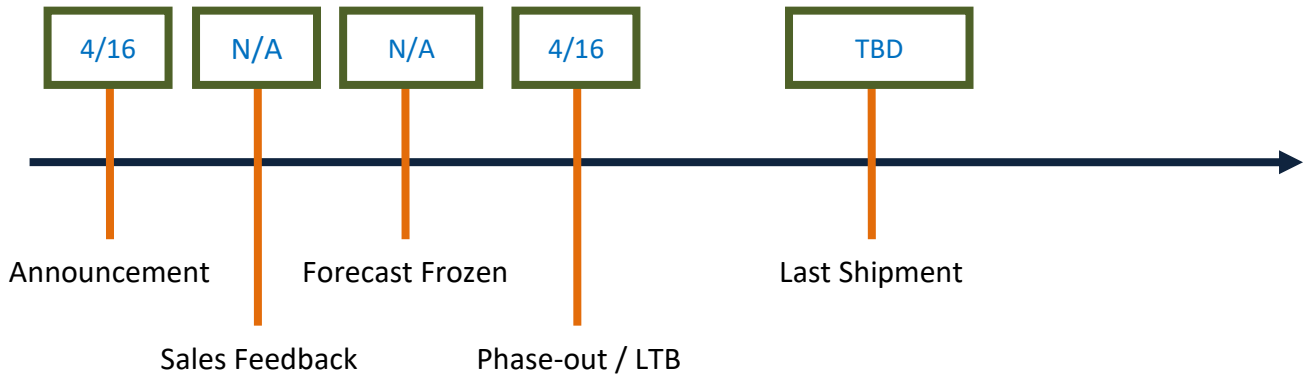 4/16
N/A
N/A
4/16
TBD
Announcement
Forecast Frozen
Last Shipment
Sales Feedback
Phase-out / LTB